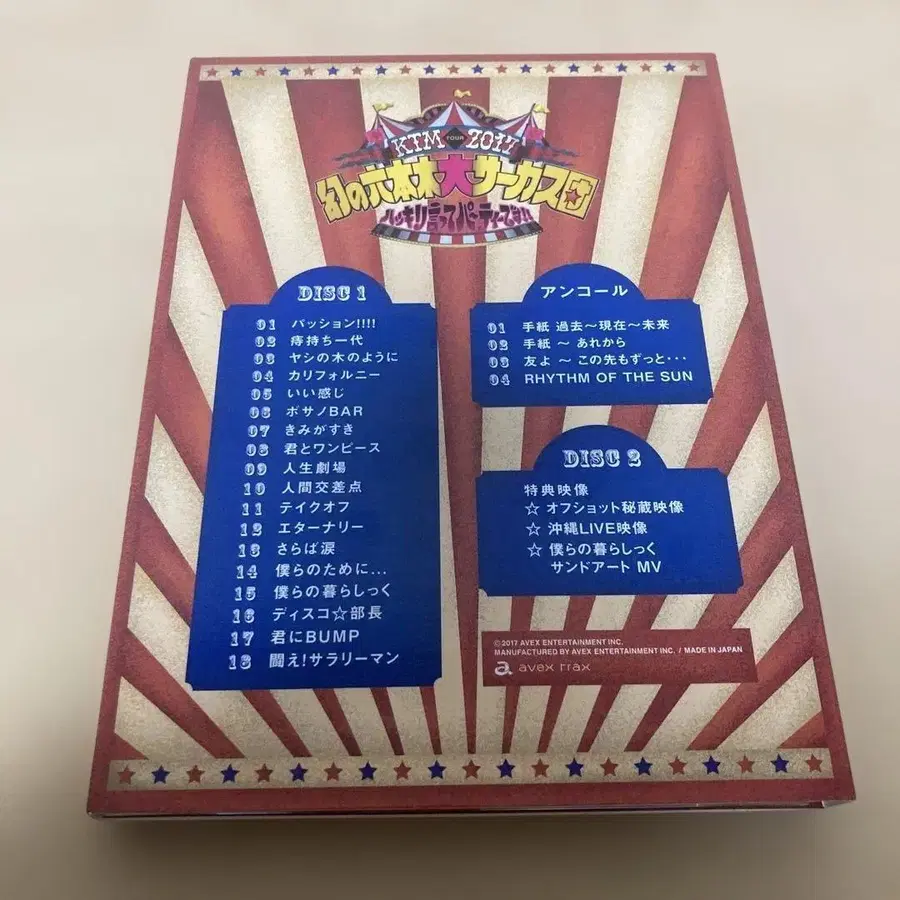 KTM TOUR 2017
幻の六本木大サーカス団
ハッキリ言ってパーティーです!!
DISC 1
01 パッション!!!!
02 痔持ち一代
03 ヤシの木のように
04 カリフォルニー
05 いい感じ
06 ボサノBAR
07 きみがすき
08 君とワンピース
09 人生劇場
10 人間交差点
11 テイクオフ
12 エターナリー
13 さらば涙
14 僕らのために...
15 僕らの暮らしっく
16 ディスコ☆部長
17 君にBUMP
18 闘え!サラリーマン
アンコール
01 手紙 過去～現在～未来
02 手紙 ～ あれから
03 友よ ～ この先もずっと・・・
04 RHYTHM OF THE SUN
DISC 2
特典映像
☆ オフショット秘蔵映像
☆ 沖縄LIVE映像
☆ 僕らの暮らしっく
サンドアート MV
©2017 AVEX ENTERTAINMENT INC.
MANUFACTURED BY AVEX ENTERTAINMENT INC. / MADE IN JAPAN
a avex trax